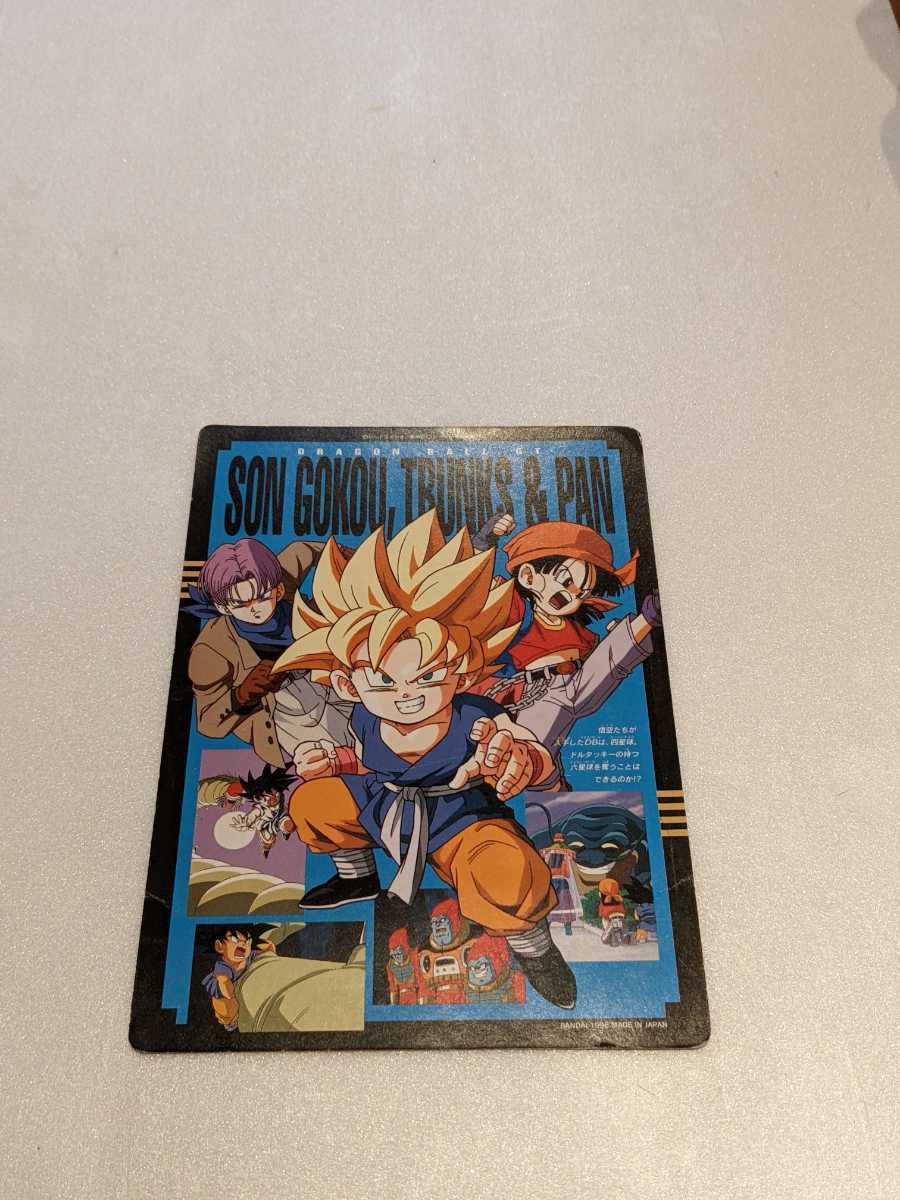 DRAGON BALL GT
SON GOKOU, TRUNKS & PAN
悟空たちが
入手したDBは、四星球。
ドルタッキーの持つ
六星球を奪うことは
できるのか!?
BANDAI 1996 MADE IN JAPAN